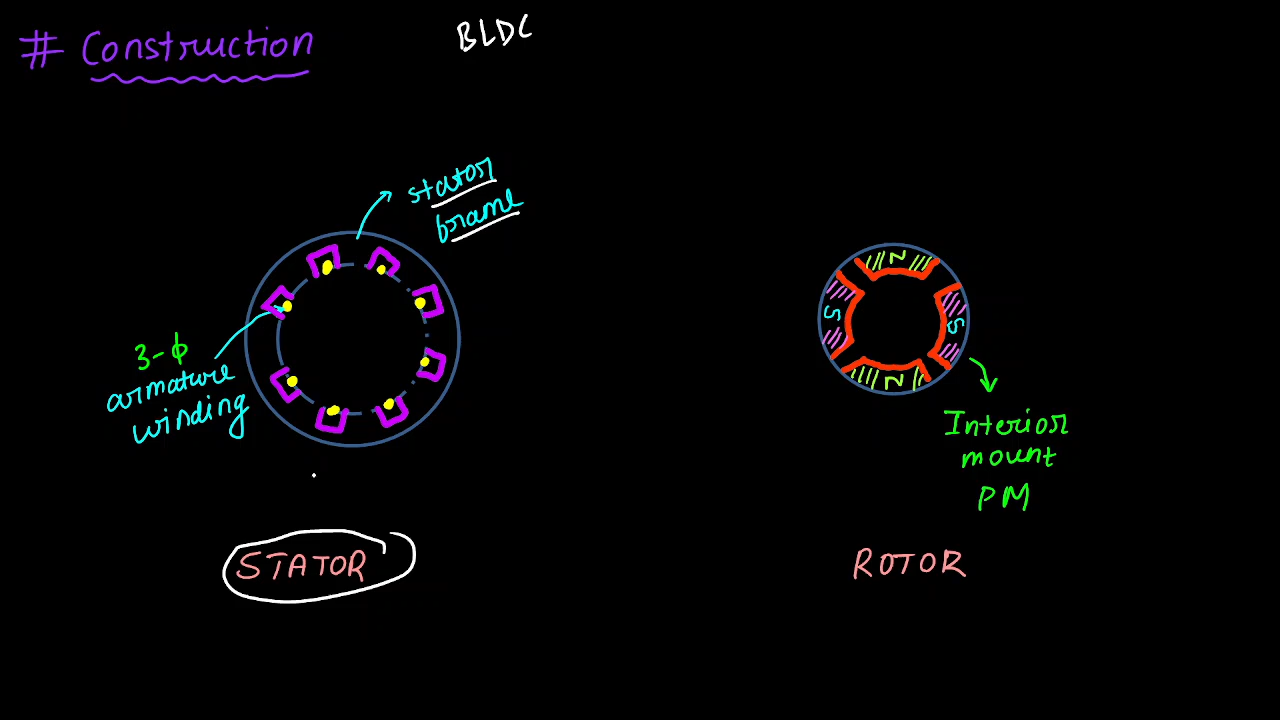 # Construction
BLDC
stator
frame
3-ϕ
armature
winding
N
S
S
N
Interior
mount
PM
STATOR
ROTOR